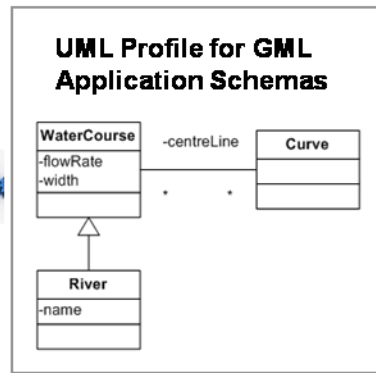 UML Profile for GML
Application Schemas
WaterCourse
-flowRate
-width
-centreLine
* *
Curve
River
-name